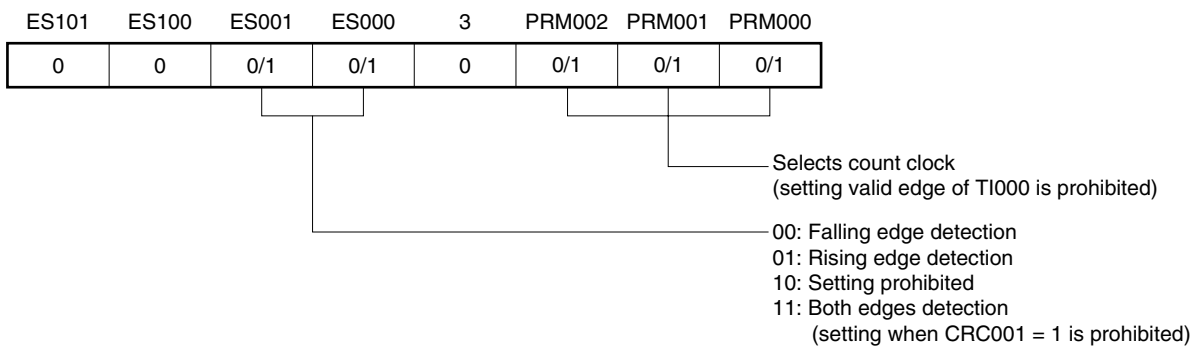 ES101 ES100 ES001 ES000 3 PRM002 PRM001 PRM000
0 0 0/1 0/1 0 0/1 0/1 0/1
Selects count clock
(setting valid edge of TI000 is prohibited)
00: Falling edge detection
01: Rising edge detection
10: Setting prohibited
11: Both edges detection
(setting when CRC001 = 1 is prohibited)